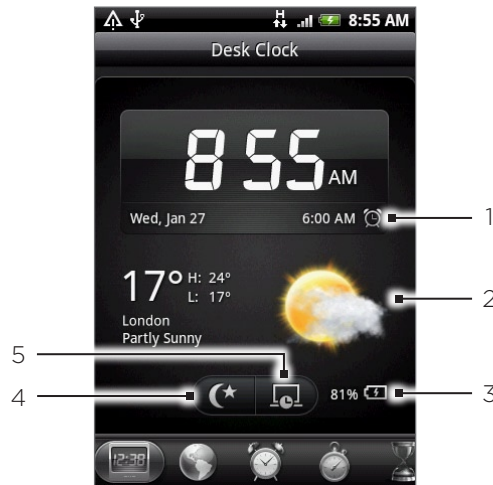 H 8:55 AM
Desk Clock
8 55 AM
Wed, Jan 27 6:00 AM
1
17° H: 24°
L: 17°
2
London
Partly Sunny
5
4
81%
3
12:38